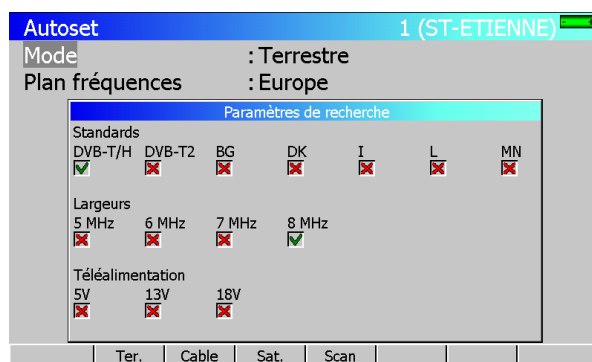 Autoset 1 (ST-ETIENNE)
Mode : Terrestre
Plan fréquences : Europe
Paramètres de recherche
Standards
DVB-T/H DVB-T2 BG DK I L MN
Largeurs
5 MHz 6 MHz 7 MHz 8 MHz
Téléalimentation
5V 13V 18V
Ter. Cable Sat. Scan